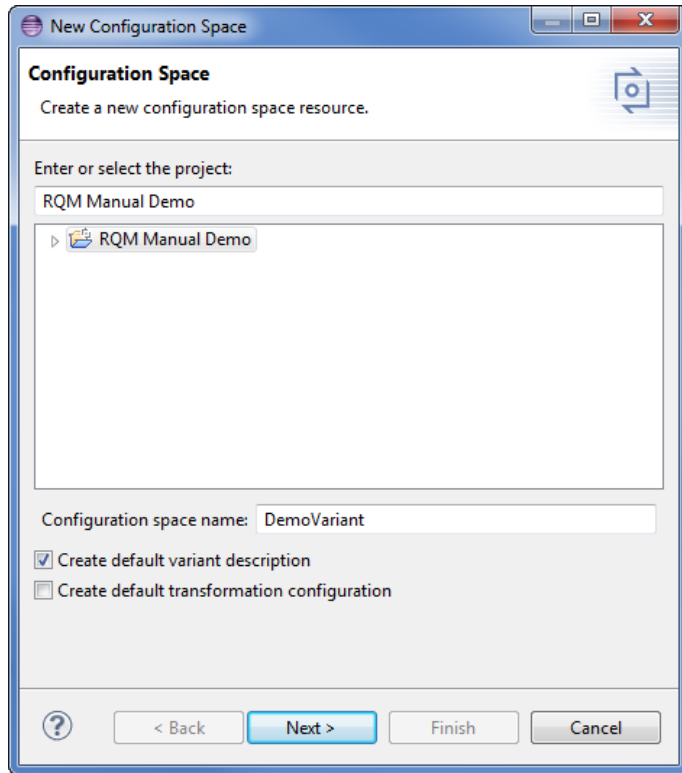 New Configuration Space
Configuration Space
Create a new configuration space resource.
Enter or select the project:
RQM Manual Demo
RQM Manual Demo
Configuration space name: DemoVariant
Create default variant description
Create default transformation configuration
? < Back Next > Finish Cancel